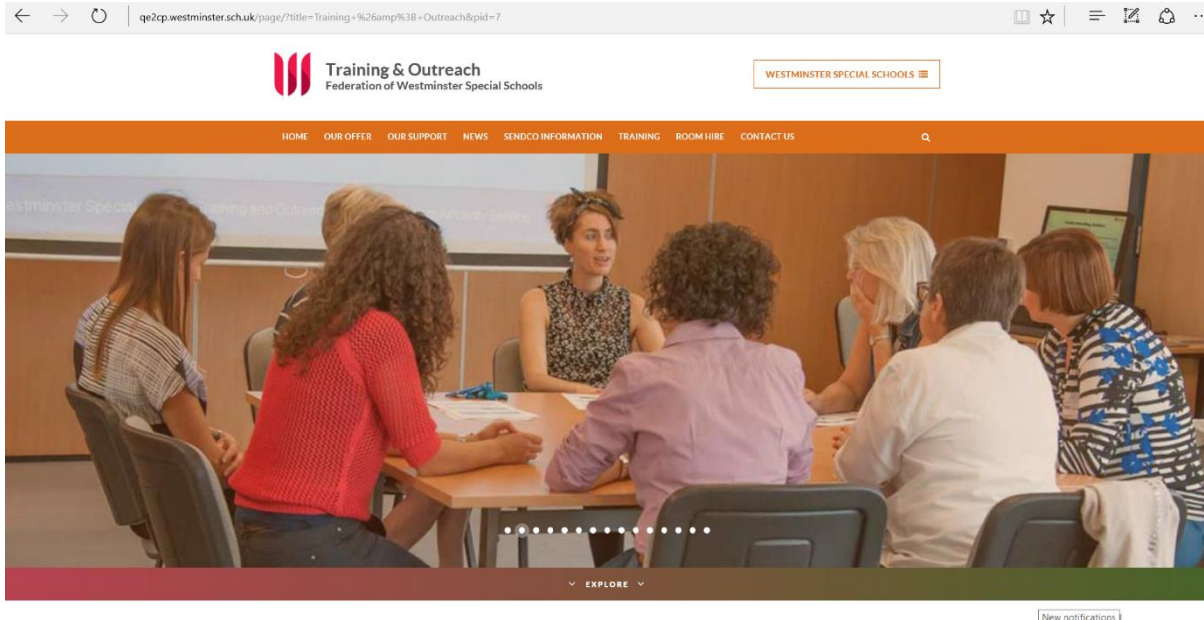 qe2cp.westminster.sch.uk/page/?title=Training+%26amp%3B+Outreach&pid=7
Training & Outreach
Federation of Westminster Special Schools
WESTMINSTER SPECIAL SCHOOLS
HOME OUR OFFER OUR SUPPORT NEWS SENDCO INFORMATION TRAINING ROOM HIRE CONTACT US
EXPLORE
New notifications